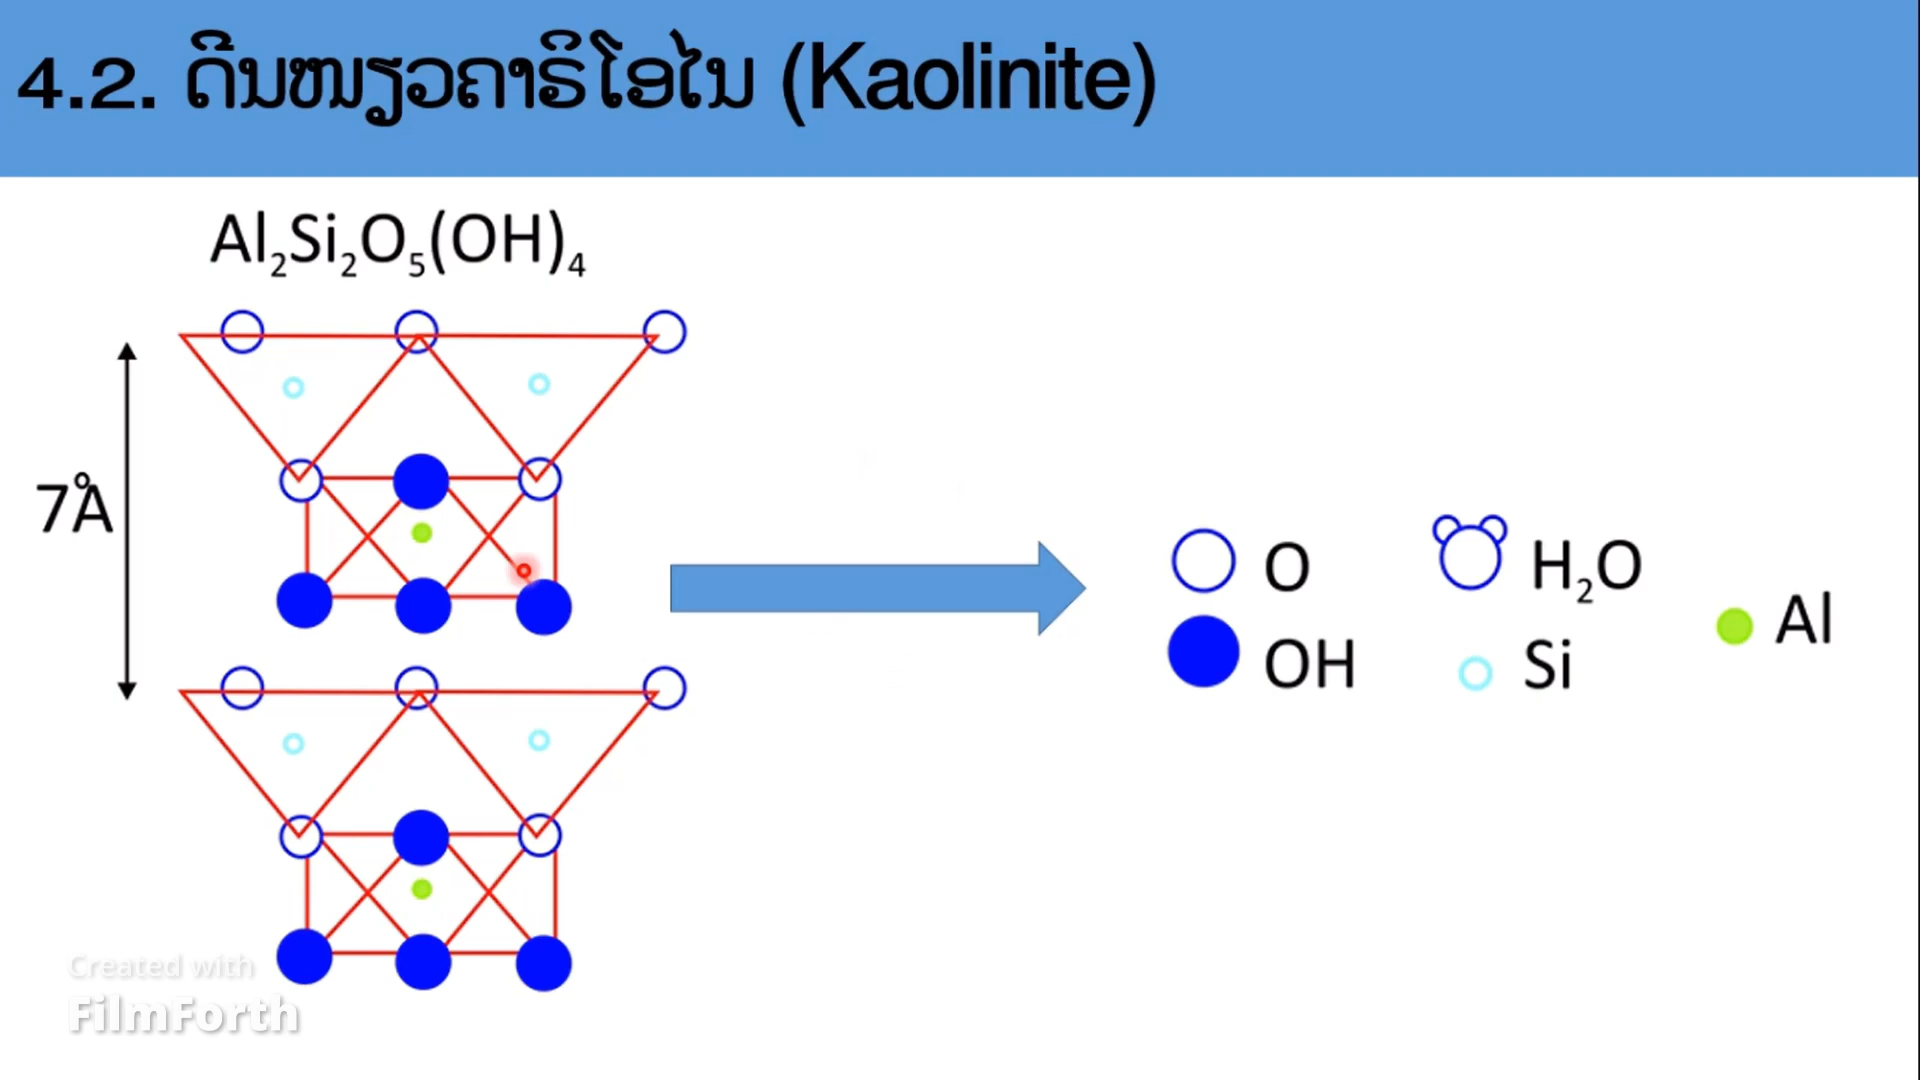 4.2. ດິນໜຽວຄາຣິໂອໄນ (Kaolinite)
Al₂Si₂O₅(OH)₄
7Å
O
H₂O
Al
OH
Si
Created with
FilmForth